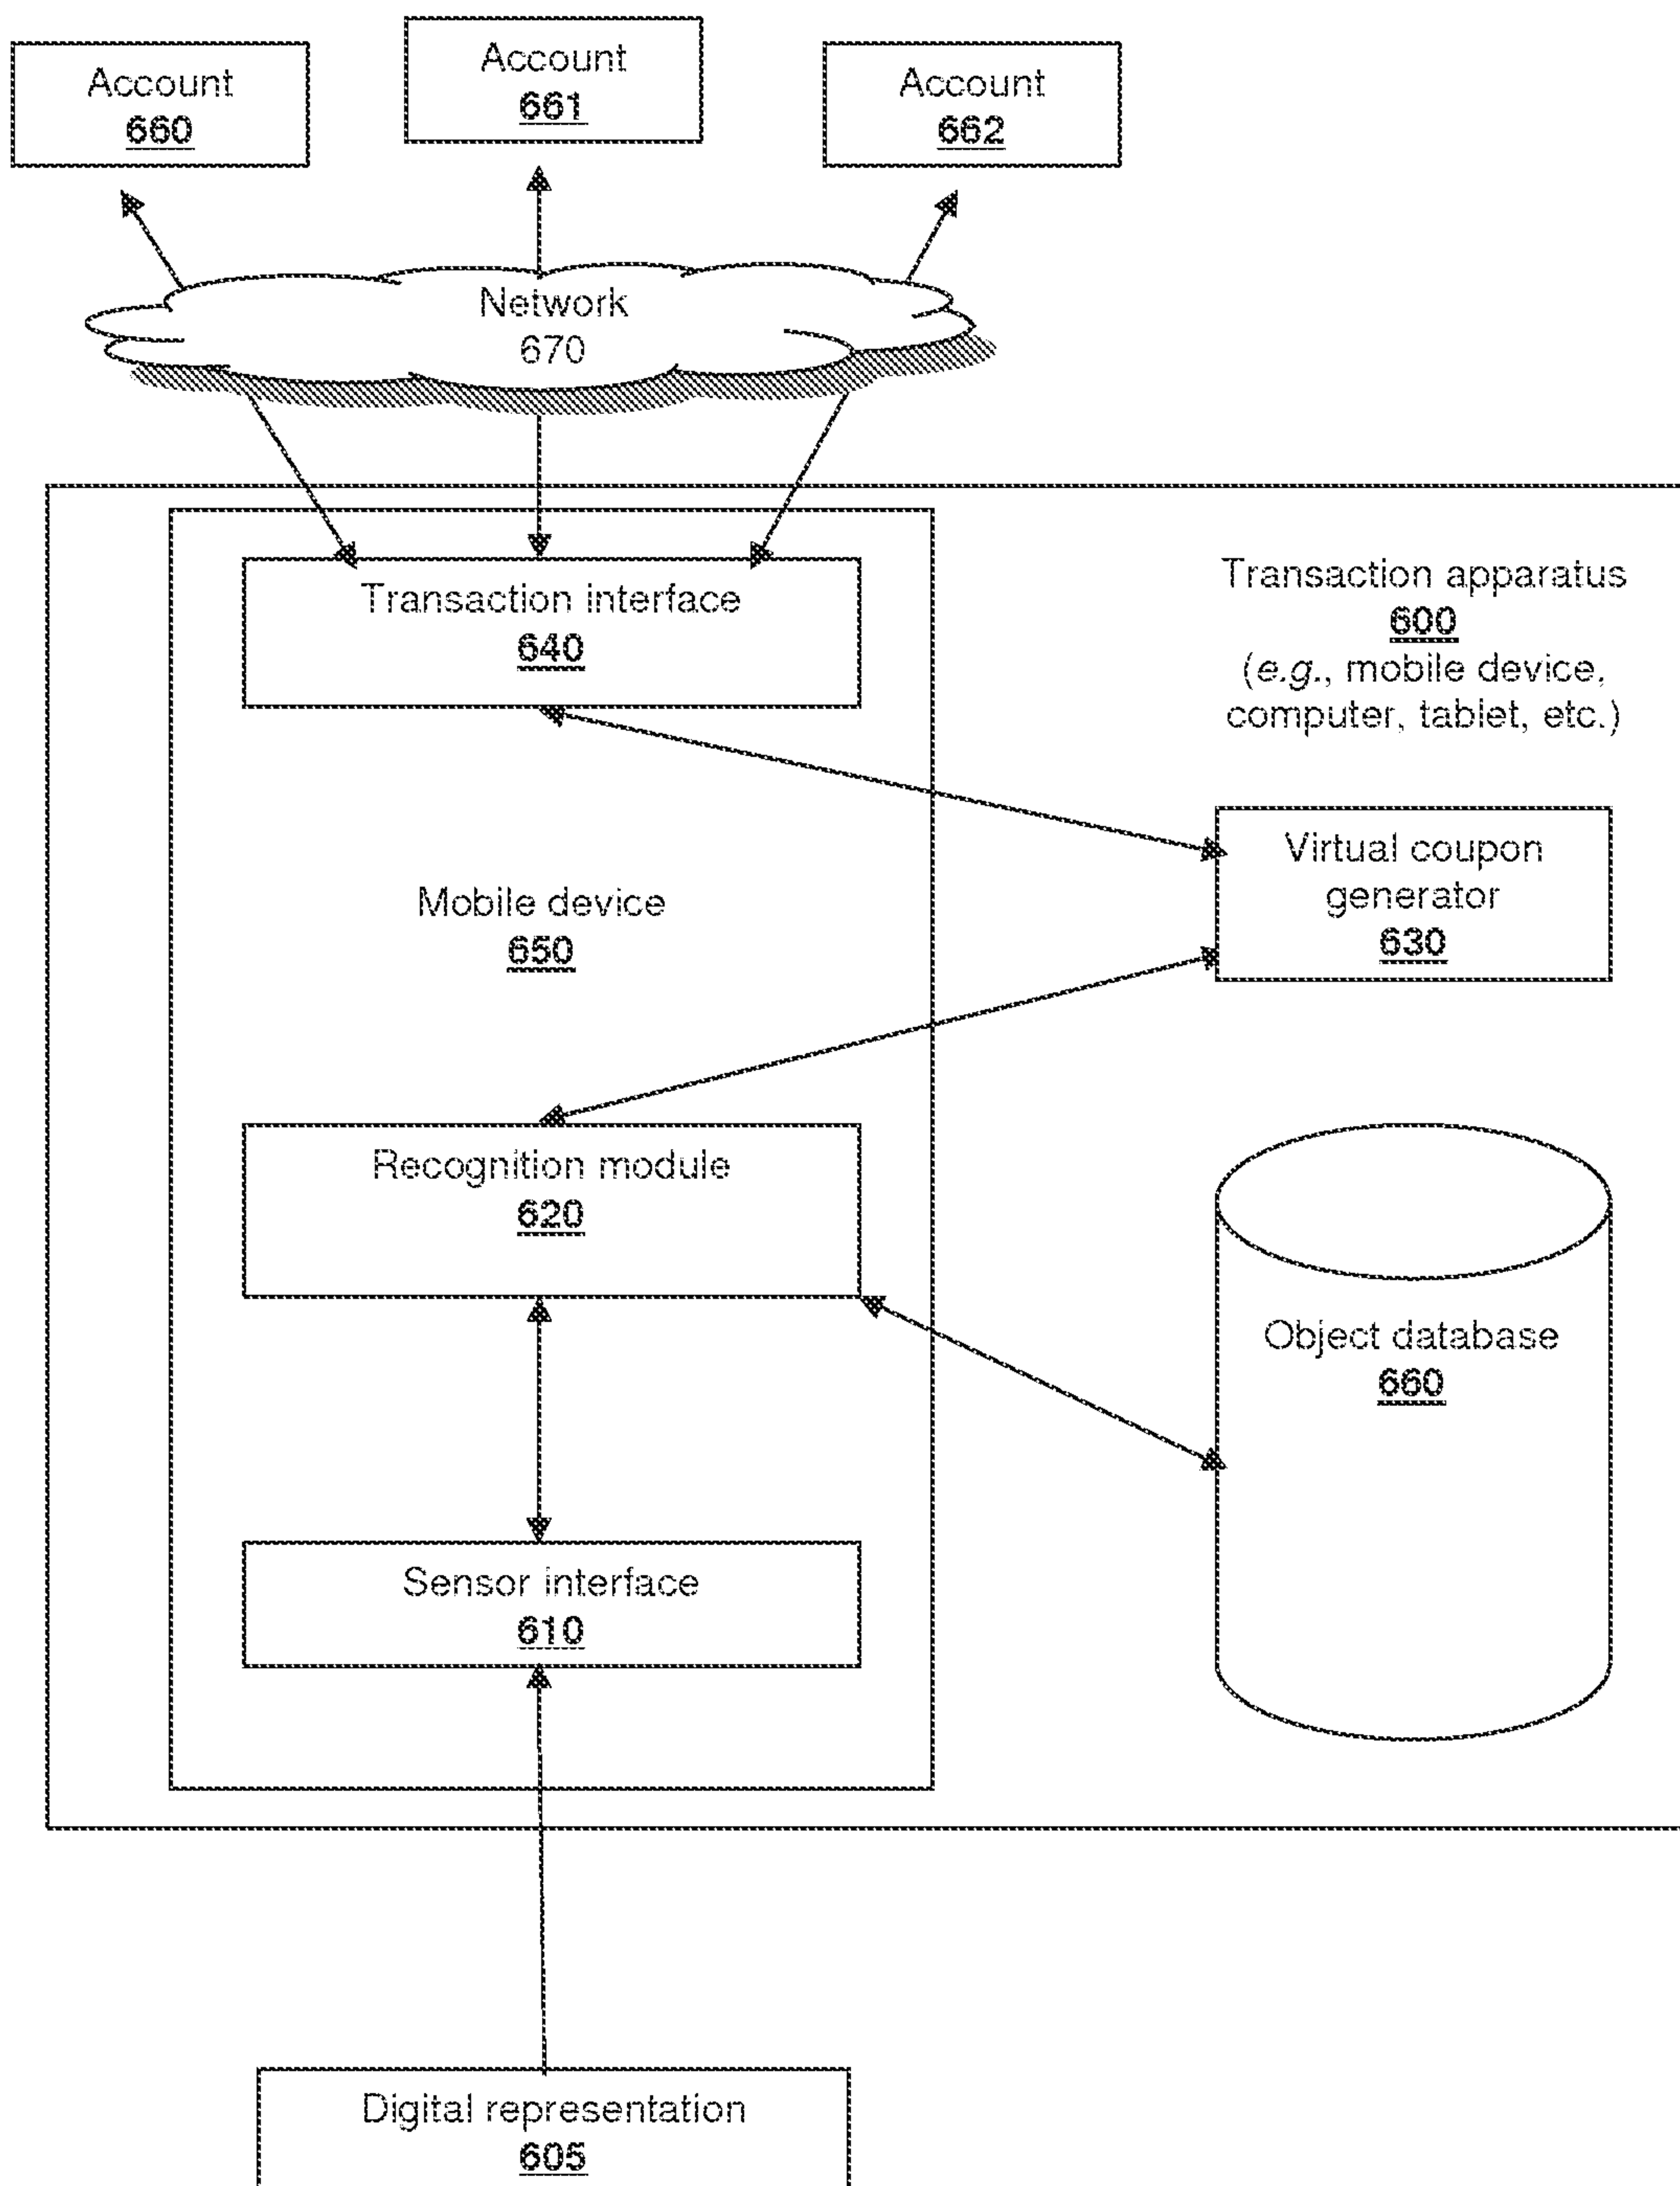 Account
660
Account
661
Account
662
Network
670
Transaction interface
640
Transaction apparatus
600
(e.g., mobile device,
computer, tablet, etc.)
Virtual coupon
generator
630
Mobile device
650
Recognition module
620
Object database
660
Sensor interface
610
Digital representation
605